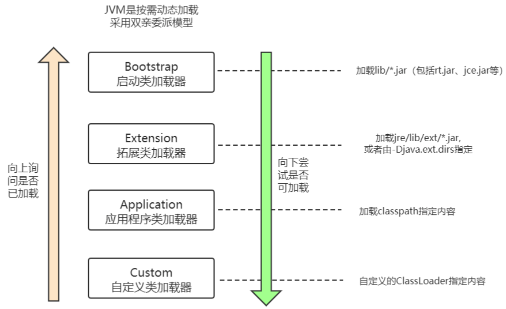 JVM是按需动态加载
采用双亲委派模型
Bootstrap
启动类加载器
加载lib/*.jar（包括rt.jar、jce.jar等）
Extension
拓展类加载器
加载jre/lib/ext/*.jar,
或者由-Djava.ext.dirs指定
向上询
问是否
已加载
向下尝
试是否
可加载
Application
应用程序类加载器
加载classpath指定内容
Custom
自定义类加载器
自定义的ClassLoader指定内容